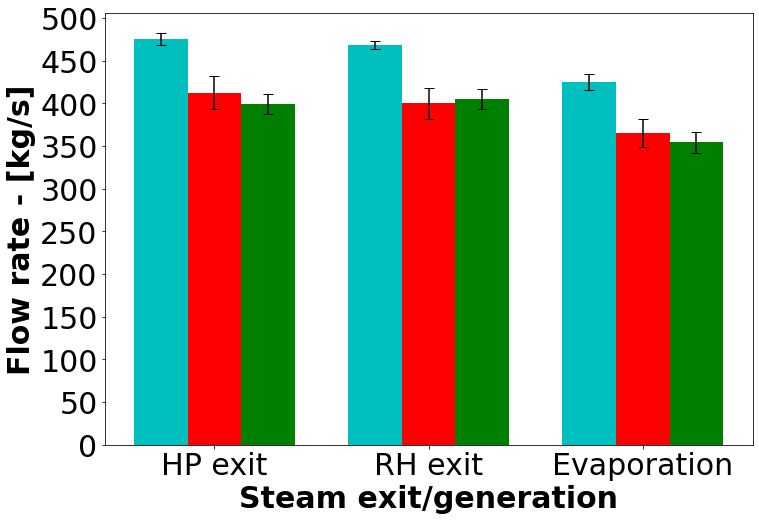 Flow rate - [kg/s]
500
450
400
350
300
250
200
150
100
50
0
HP exit
RH exit
Evaporation
Steam exit/generation